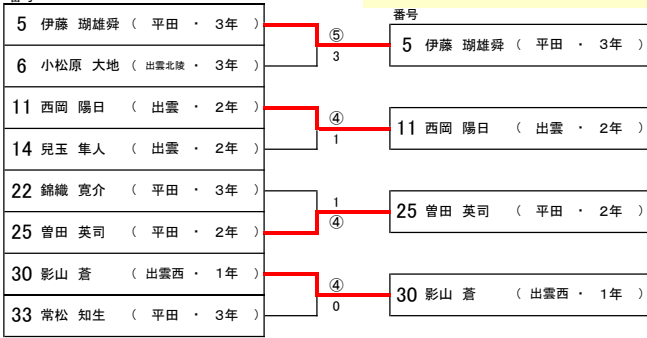 番号
5 伊藤 瑚雄舜 ( 平田 ・ 3年 )
⑤
3
5 伊藤 瑚雄舜 ( 平田 ・ 3年 )
6 小松原 大地 ( 出雲北陵 ・ 3年 )
11 西岡 陽日 ( 出雲 ・ 2年 )
④
1
11 西岡 陽日 ( 出雲 ・ 2年 )
14 兒玉 隼人 ( 出雲 ・ 2年 )
22 錦織 寛介 ( 平田 ・ 3年 )
1
④
25 曽田 英司 ( 平田 ・ 2年 )
25 曽田 英司 ( 平田 ・ 2年 )
30 影山 蒼 ( 出雲西 ・ 1年 )
④
0
30 影山 蒼 ( 出雲西 ・ 1年 )
33 常松 知生 ( 平田 ・ 3年 )